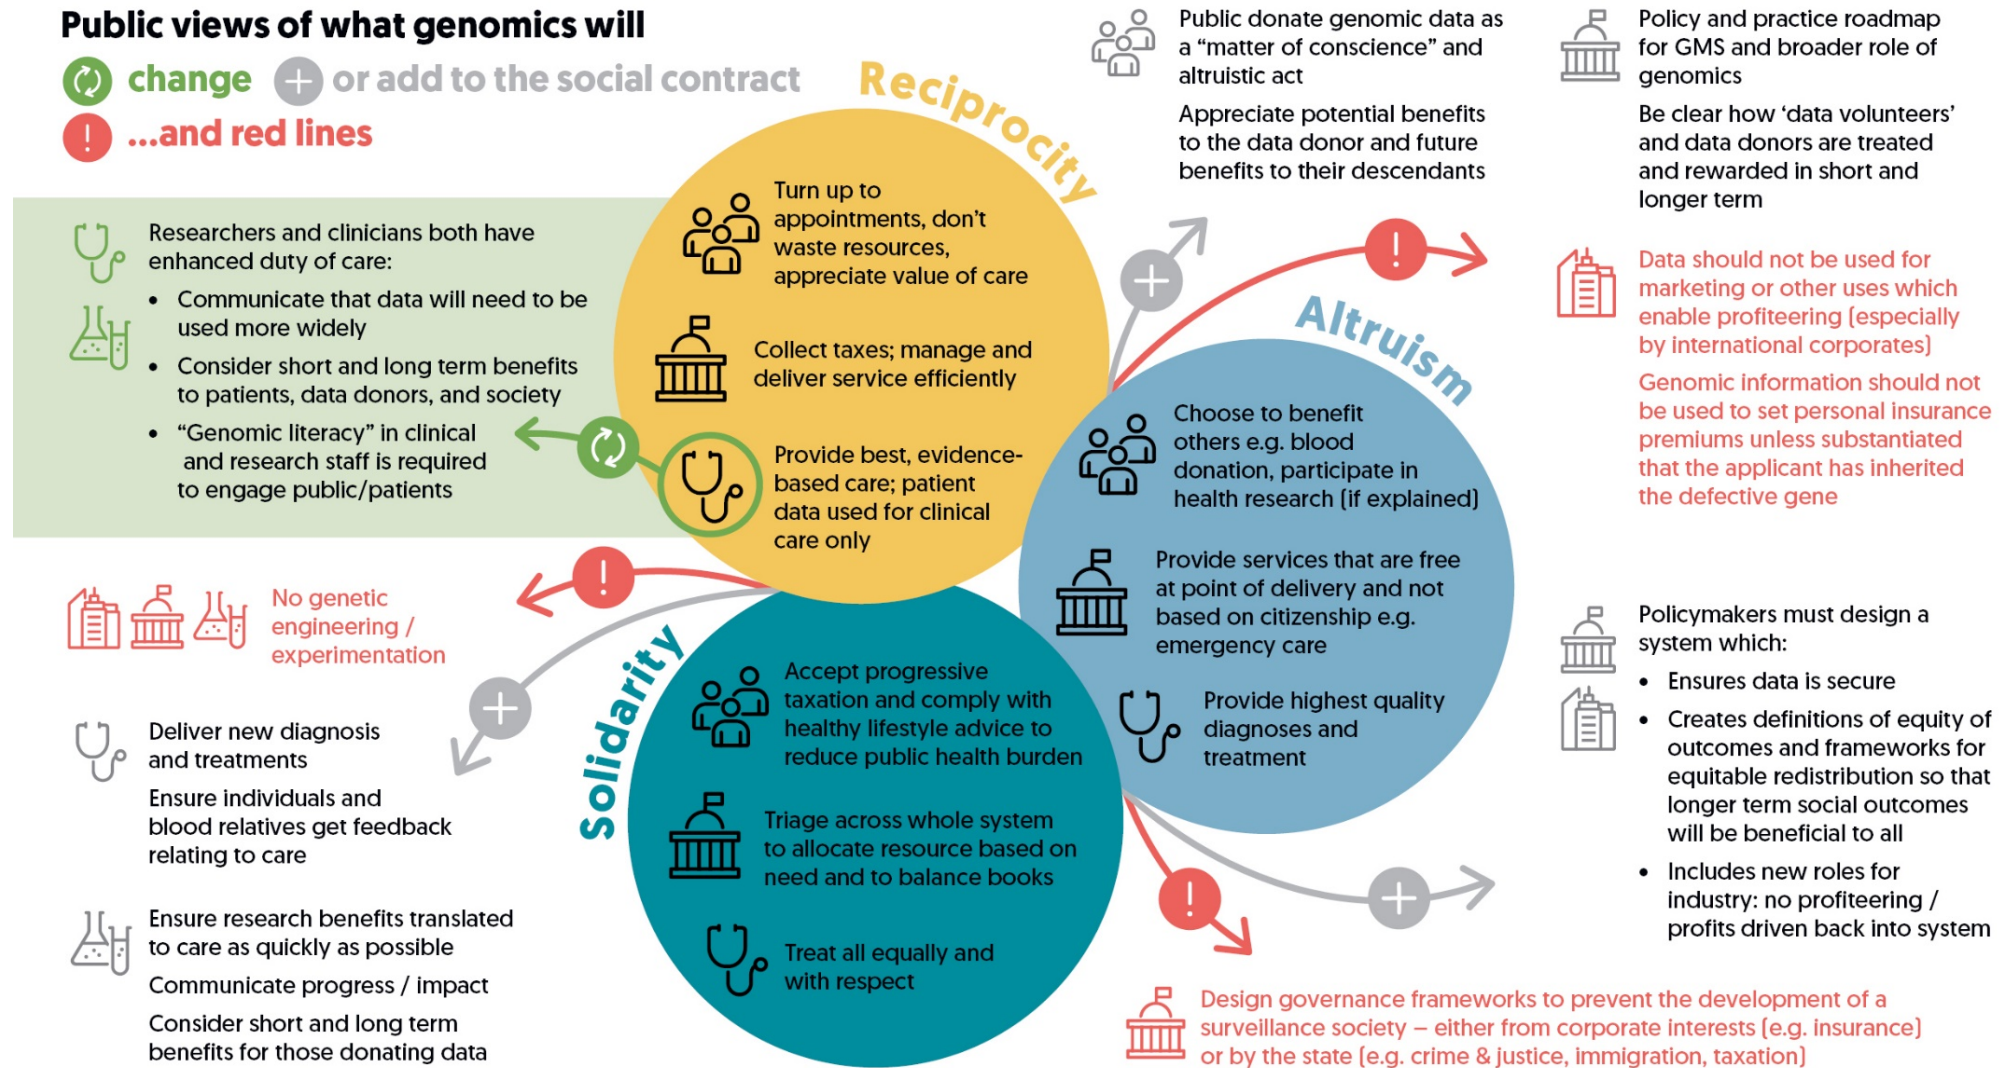 Public views of what genomics will
change + or add to the social contract
! ...and red lines
Researchers and clinicians both have
enhanced duty of care:
• Communicate that data will need to be
used more widely
• Consider short and long term benefits
to patients, data donors, and society
• “Genomic literacy” in clinical
and research staff is required
to engage public/patients
!
No genetic
engineering /
experimentation
+
Deliver new diagnosis
and treatments
Ensure individuals and
blood relatives get feedback
relating to care
Ensure research benefits translated
to care as quickly as possible
Communicate progress / impact
Consider short and long term
benefits for those donating data
Reciprocity
Turn up to
appointments, don’t
waste resources,
appreciate value of care
Collect taxes; manage and
deliver service efficiently
Provide best, evidence-
based care; patient
data used for clinical
care only
Solidarity
Accept progressive
taxation and comply with
healthy lifestyle advice to
reduce public health burden
Triage across whole system
to allocate resource based on
need and to balance books
Treat all equally and
with respect
Altruism
Choose to benefit
others e.g. blood
donation, participate in
health research (if explained)
Provide services that are free
at point of delivery and not
based on citizenship e.g.
emergency care
Provide highest quality
diagnoses and
treatment
+
!
Public donate genomic data as
a “matter of conscience” and
altruistic act
Appreciate potential benefits
to the data donor and future
benefits to their descendants
Policy and practice roadmap
for GMS and broader role of
genomics
Be clear how ‘data volunteers’
and data donors are treated
and rewarded in short and
longer term
Data should not be used for
marketing or other uses which
enable profiteering (especially
by international corporates)
Genomic information should not
be used to set personal insurance
premiums unless substantiated
that the applicant has inherited
the defective gene
Policymakers must design a
system which:
• Ensures data is secure
• Creates definitions of equity of
outcomes and frameworks for
equitable redistribution so that
longer term social outcomes
will be beneficial to all
• Includes new roles for
industry: no profiteering /
profits driven back into system
+
!
Design governance frameworks to prevent the development of a
surveillance society – either from corporate interests (e.g. insurance)
or by the state (e.g. crime & justice, immigration, taxation)